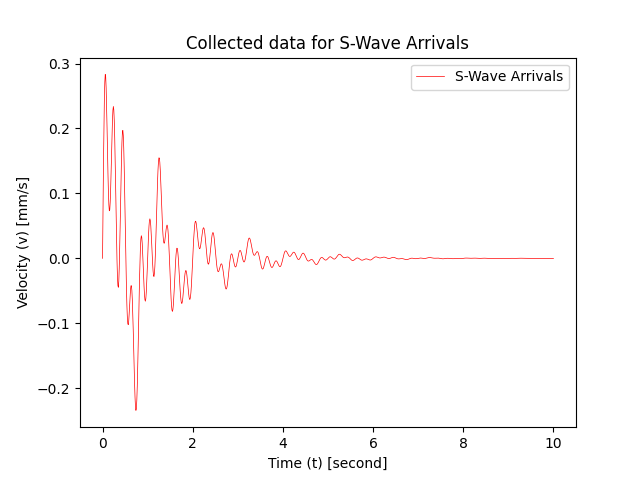 Collected data for S-Wave Arrivals
S-Wave Arrivals
Velocity (v) [mm/s]
0.3
0.2
0.1
0.0
−0.1
−0.2
0 2 4 6 8 10
Time (t) [second]